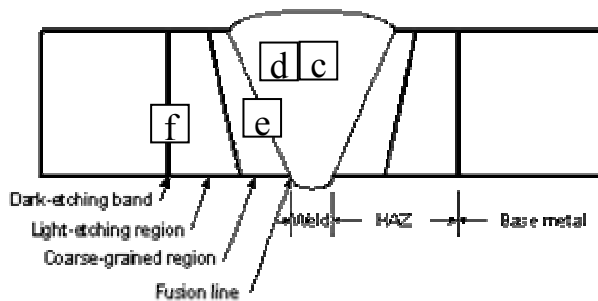 d c
e
f
Dark-etching band
Light-etching region
Coarse-grained region
Fusion line
Weld HAZ Base metal